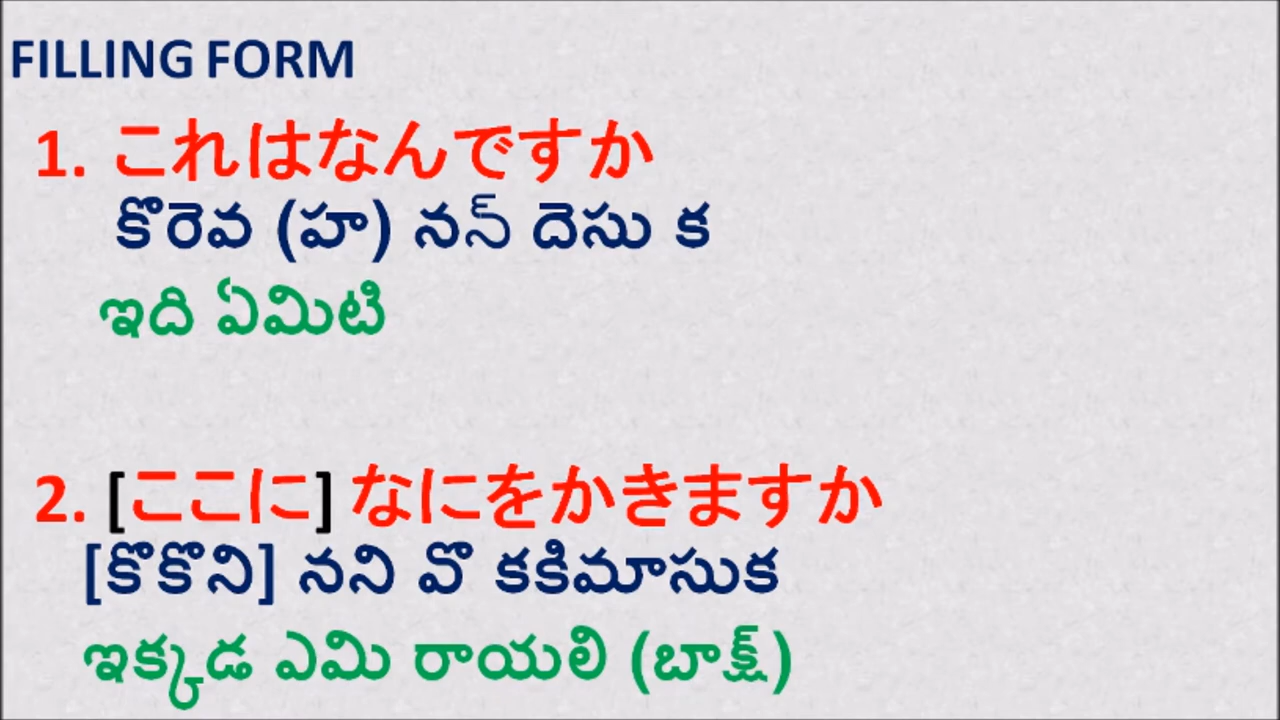 FILLING FORM
1. これはなんですか
కొరెవ (హ) నన్ దెసు క
ఇది ఏమిటి
2. [ここに] なにをかきますか
[కొకొని] నని వొ కకిమాసుక
ఇక్కడ ఎమి రాయలి (బాక్ష్)